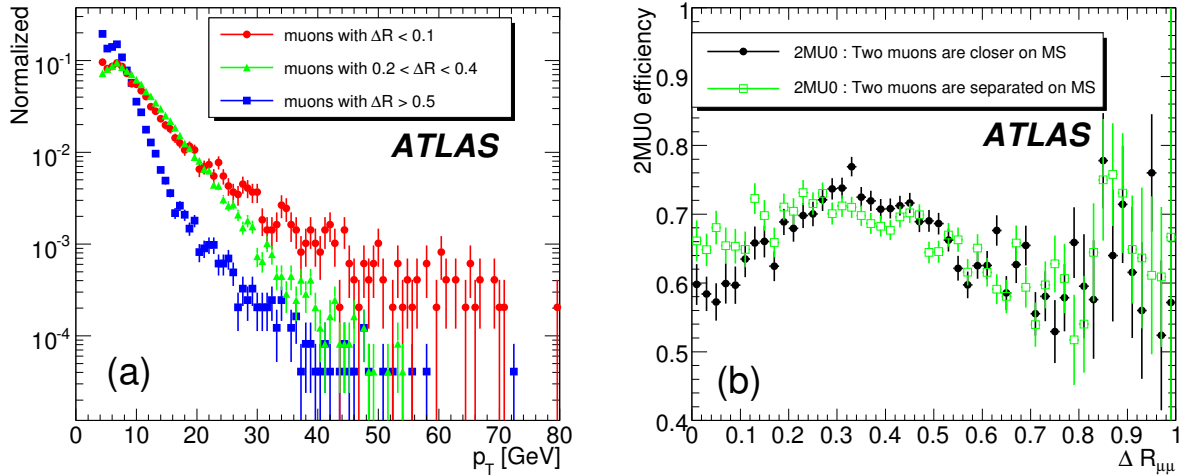 Normalized
10^-1
10^-2
10^-3
10^-4
muons with ΔR < 0.1
muons with 0.2 < ΔR < 0.4
muons with ΔR > 0.5
ATLAS
(a)
0 10 20 30 40 50 60 70 80
p_T [GeV]
2MU0 efficiency
1
0.9
0.8
0.7
0.6
0.5
0.4
2MU0 : Two muons are closer on MS
2MU0 : Two muons are separated on MS
ATLAS
(b)
0 0.1 0.2 0.3 0.4 0.5 0.6 0.7 0.8 0.9 1
Δ R_μμ